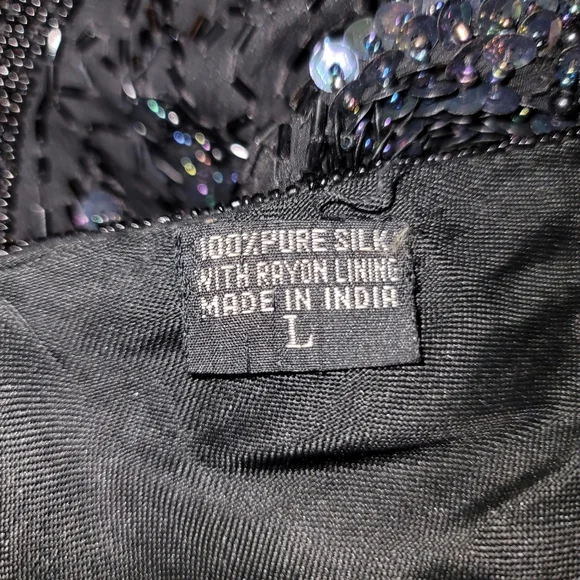 100% PURE SILK
WITH RAYON LINING
MADE IN INDIA
L